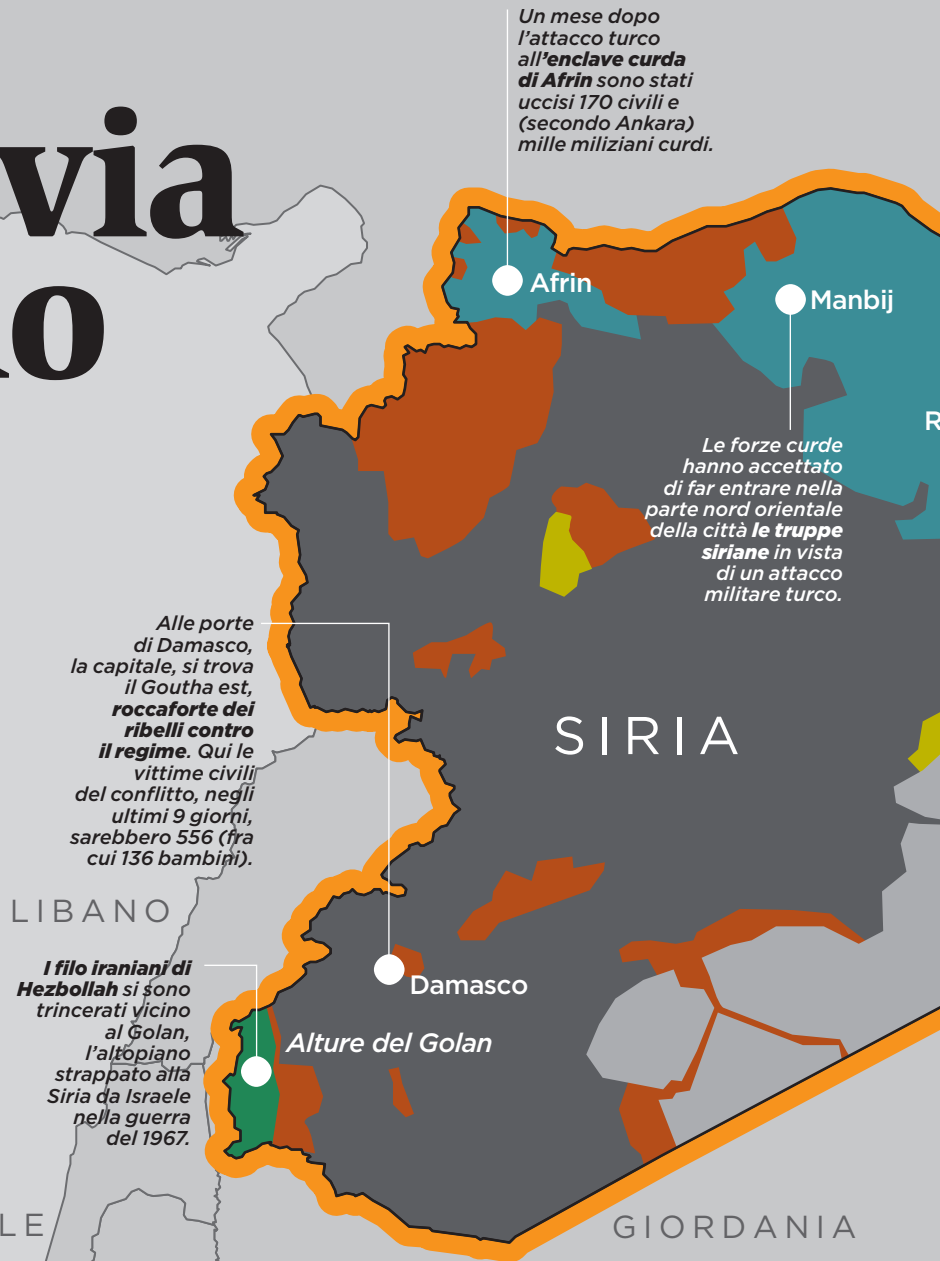 Un mese dopo
l'attacco turco
all'enclave curda
di Afrin sono stati
uccisi 170 civili e
(secondo Ankara)
mille miliziani curdi.
via
Afrin
Manbij
R
Le forze curde
hanno accettato
di far entrare nella
parte nord orientale
della città le truppe
siriane in vista
di un attacco
militare turco.
Alle porte
di Damasco,
la capitale, si trova
il Goutha est,
roccaforte dei
ribelli contro
il regime. Qui le
vittime civili
del conflitto, negli
ultimi 9 giorni,
sarebbero 556 (fra
cui 136 bambini).
SIRIA
LIBANO
I filo iraniani di
Hezbollah si sono
trincerati vicino
al Golan,
l'altopiano
strappato alla
Siria da Israele
nella guerra
del 1967.
Damasco
Alture del Golan
LE
GIORDANIA